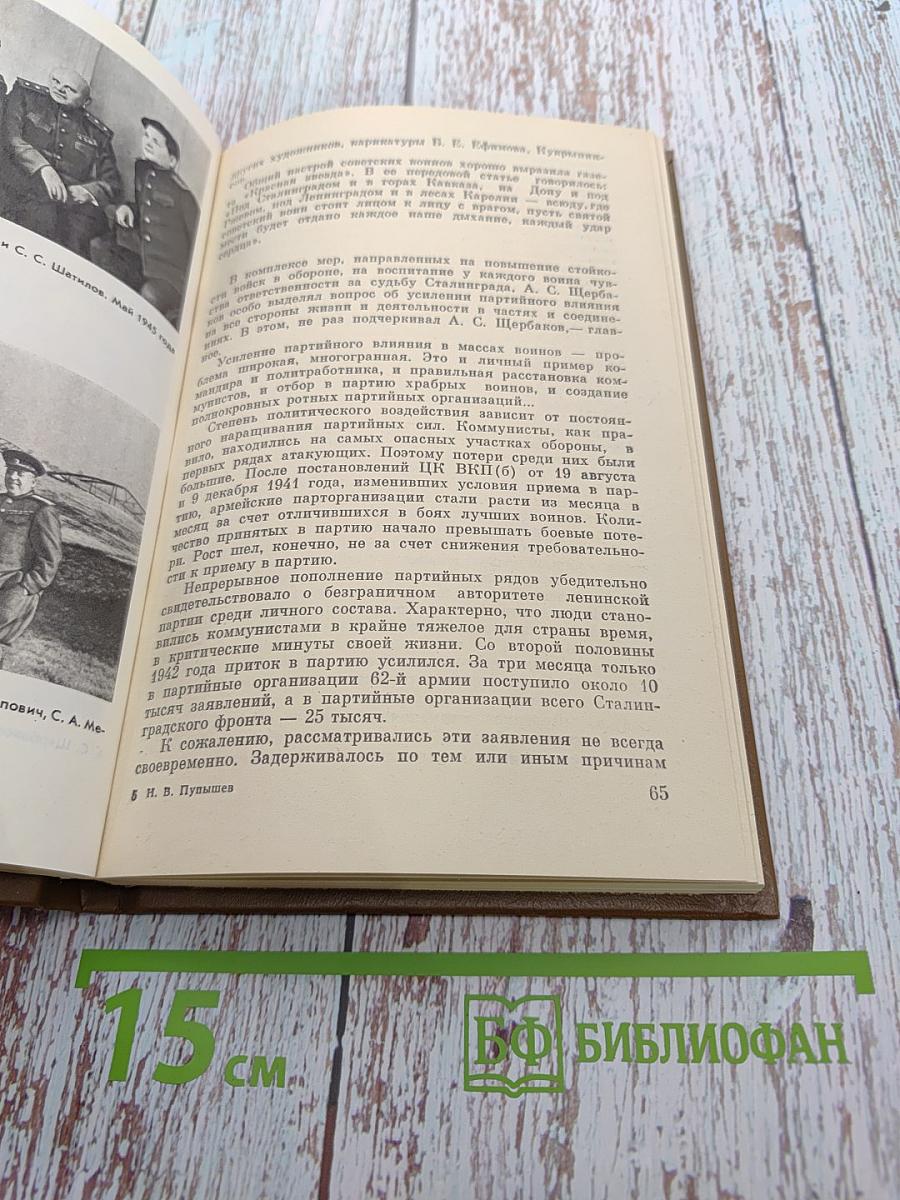 и С. С. Шатилов. Май 1945 года
пович, С. А. Ме-
других художников, карикатуры Б. Е. Ефимова, Кукрыник-
сов.
Общий настрой советских воинов хорошо выразила газе-
та «Красная звезда». В ее передовой статье говорилось:
«Под Сталинградом и в горах Кавказа, на Дону и под
Ржевом, под Ленинградом и в лесах Карелии — всюду, где
советский воин стоит лицом к лицу с врагом, пусть святой
мести будет отдано каждое наше дыхание, каждый удар
сердца».
В комплексе мер, направленных на повышение стойко-
сти войск в обороне, на воспитание у каждого воина чув-
ства ответственности за судьбу Сталинграда, А. С. Щерба-
ков особо выделял вопрос об усилении партийного влияния
на все стороны жизни и деятельности в частях и соедине-
ниях. В этом, не раз подчеркивал А. С. Щербаков,— глав-
ное.
Усиление партийного влияния в массах воинов — про-
блема широкая, многогранная. Это и личный пример ко-
мандира и политработника, и правильная расстановка ком-
мунистов, и отбор в партию храбрых воинов, и создание
полнокровных ротных партийных организаций...
Степень политического воздействия зависит от постоян-
ного наращивания партийных сил. Коммунисты, как пра-
вило, находились на самых опасных участках обороны, в
первых рядах атакующих. Поэтому потери среди них были
большие. После постановлений ЦК ВКП(б) от 19 августа
и 9 декабря 1941 года, изменивших условия приема в пар-
тию, армейские парторганизации стали расти из месяца в
месяц за счет отличившихся в боях лучших воинов. Коли-
чество принятых в партию начало превышать боевые поте-
ри. Рост шел, конечно, не за счет снижения требовательно-
сти к приему в партию.
Непрерывное пополнение партийных рядов убедительно
свидетельствовало о безграничном авторитете ленинской
партии среди личного состава. Характерно, что люди стано-
вились коммунистами в крайне тяжелое для страны время,
в критические минуты своей жизни. Со второй половины
1942 года приток в партию усилился. За три месяца только
в партийные организации 62-й армии поступило около 10
тысяч заявлений, а в партийные организации всего Сталин-
градского фронта — 25 тысяч.
К сожалению, рассматривались эти заявления не всегда
своевременно. Задерживалось по тем или иным причинам
5 Н. В. Пупышев
65
15 см
БФ БИБЛИОФАН